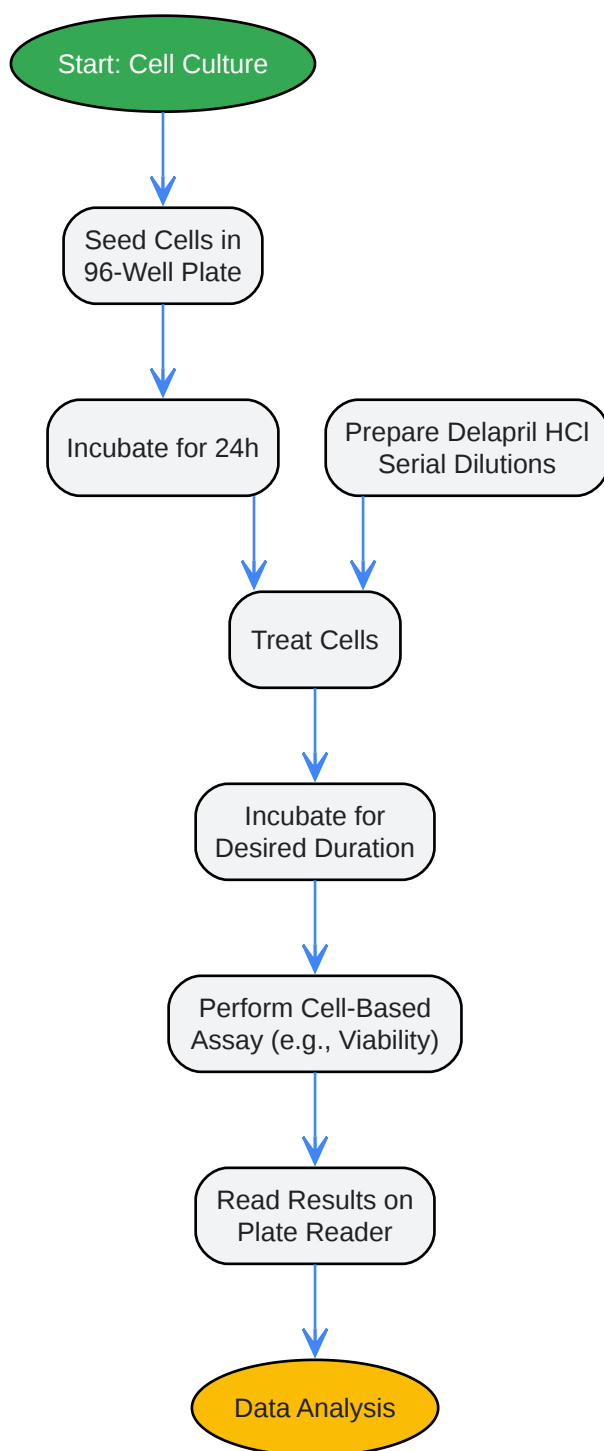 Start: Cell Culture
Seed Cells in
96-Well Plate
Incubate for 24h
Prepare Delapril HCl
Serial Dilutions
Treat Cells
Incubate for
Desired Duration
Perform Cell-Based
Assay (e.g., Viability)
Read Results on
Plate Reader
Data Analysis